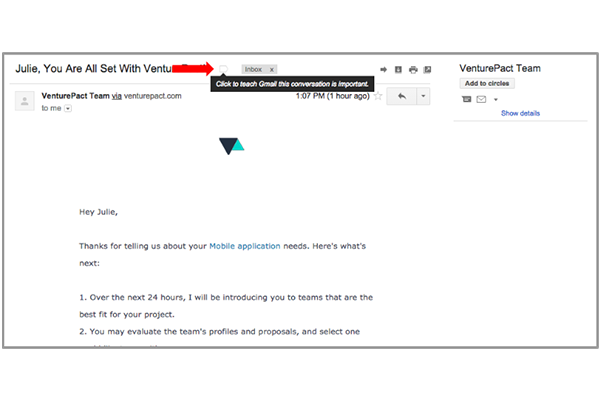 Julie, You Are All Set With Ventur
Inbox x
Click to teach Gmail this conversation is important.
VenturePact Team via venturepact.com
1:07 PM (1 hour ago)
to me
VenturePact Team
Add to circles
Show details
Hey Julie,
Thanks for telling us about your Mobile application needs. Here's what's
next:
1. Over the next 24 hours, I will be introducing you to teams that are the
best fit for your project.
2. You may evaluate the team's profiles and proposals, and select one